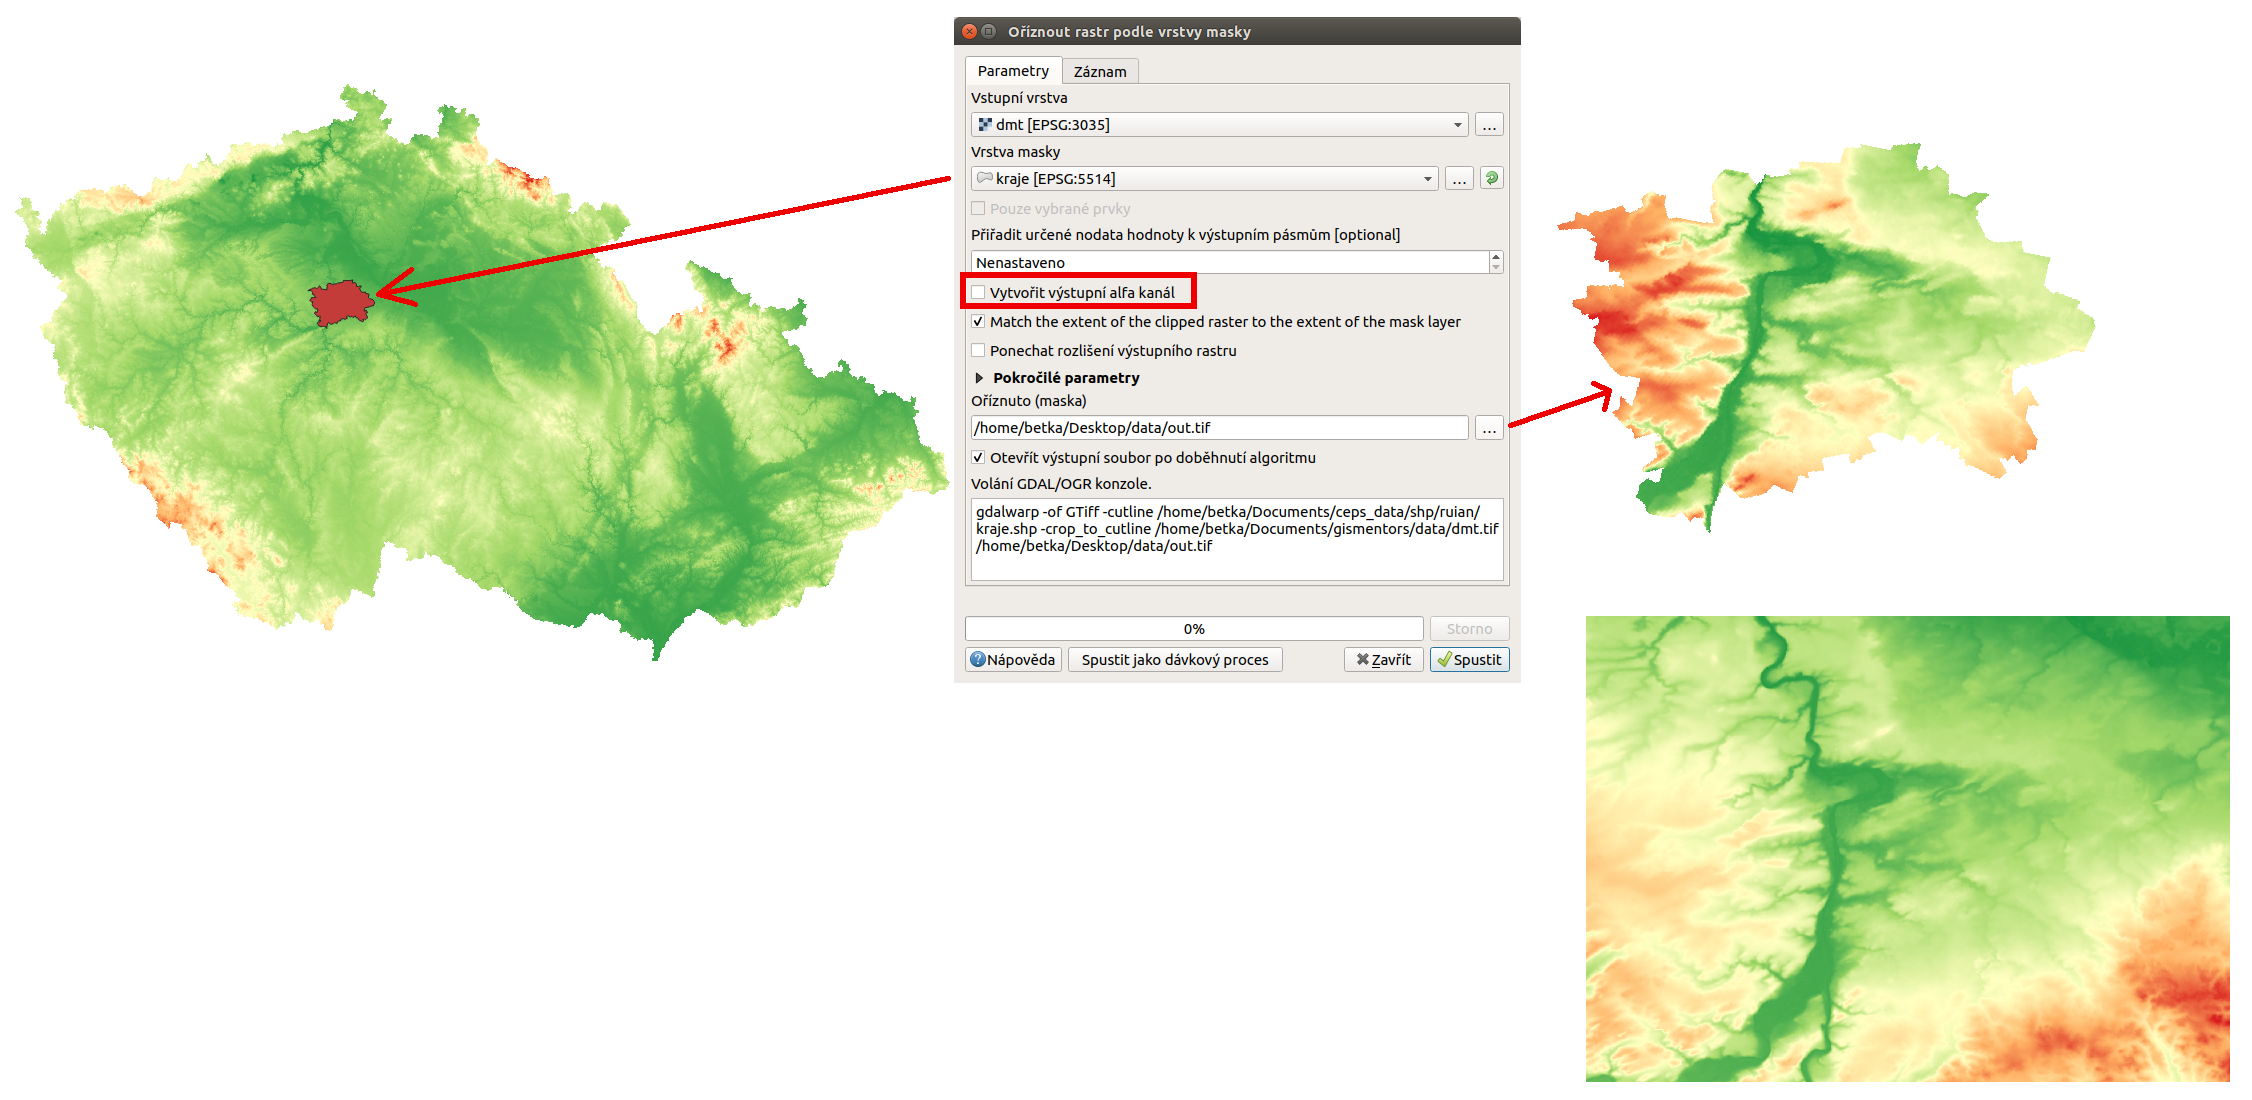 Oříznout rastr podle vrstvy masky
Parametry
Záznam
Vstupní vrstva
dmt [EPSG:3035]
...
Vrstva masky
kraje [EPSG:5514]
...
Pouze vybrané prvky
Přiřadit určené nodata hodnoty k výstupním pásmům [optional]
Nenastaveno
Vytvořit výstupní alfa kanál
Match the extent of the clipped raster to the extent of the mask layer
Ponechat rozlišení výstupního rastru
Pokročilé parametry
Oříznuto (maska)
/home/betka/Desktop/data/out.tif
...
Otevřít výstupní soubor po doběhnutí algoritmu
Volání GDAL/OGR konzole.
gdalwarp -of GTiff -cutline /home/betka/Documents/ceps_data/shp/ruian/
kraje.shp -crop_to_cutline /home/betka/Documents/gismentors/data/dmt.tif
/home/betka/Desktop/data/out.tif
0%
Storno
Nápověda
Spustit jako dávkový proces
Zavřít
Spustit